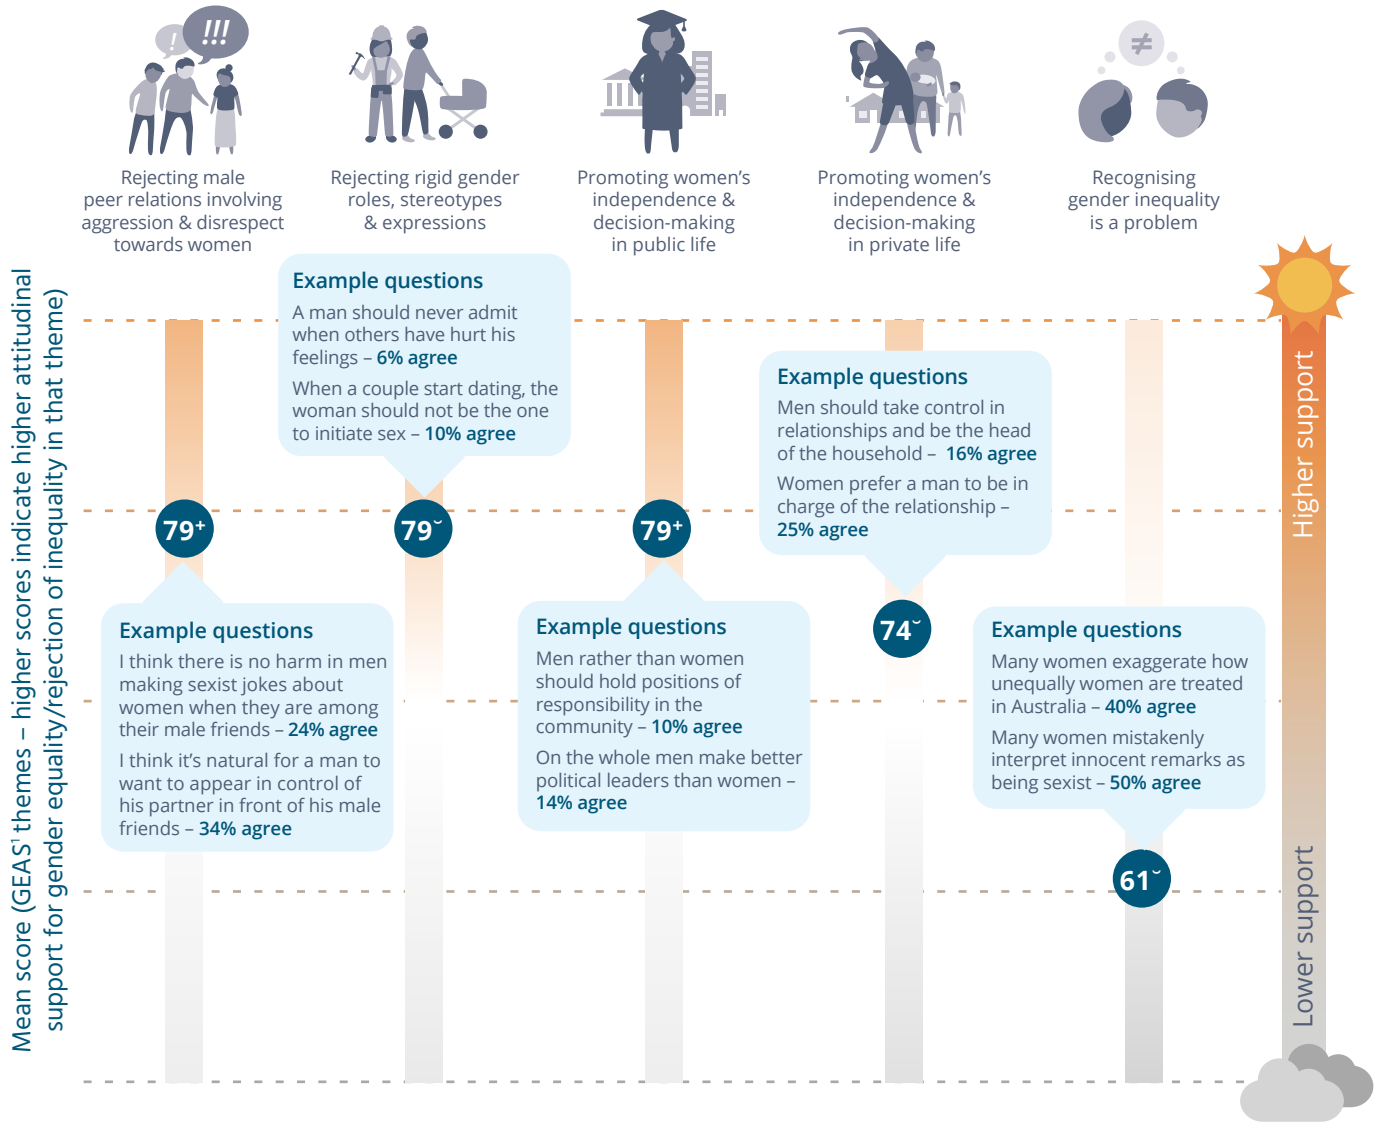 ! !!!
≠
Rejecting male
peer relations involving
aggression & disrespect
towards women
Rejecting rigid gender
roles, stereotypes
& expressions
Promoting women’s
independence &
decision-making
in public life
Promoting women’s
independence &
decision-making
in private life
Recognising
gender inequality
is a problem
Mean score (GEAS¹ themes – higher scores indicate higher attitudinal
support for gender equality/rejection of inequality in that theme)
79⁺
Example questions
I think there is no harm in men
making sexist jokes about
women when they are among
their male friends – 24% agree
I think it’s natural for a man to
want to appear in control of
his partner in front of his male
friends – 34% agree
Example questions
A man should never admit
when others have hurt his
feelings – 6% agree
When a couple start dating, the
woman should not be the one
to initiate sex – 10% agree
79˘
79⁺
Example questions
Men rather than women
should hold positions of
responsibility in the
community – 10% agree
On the whole men make better
political leaders than women –
14% agree
Example questions
Men should take control in
relationships and be the head
of the household – 16% agree
Women prefer a man to be in
charge of the relationship –
25% agree
74˘
Example questions
Many women exaggerate how
unequally women are treated
in Australia – 40% agree
Many women mistakenly
interpret innocent remarks as
being sexist – 50% agree
61˘
Higher support
Lower support